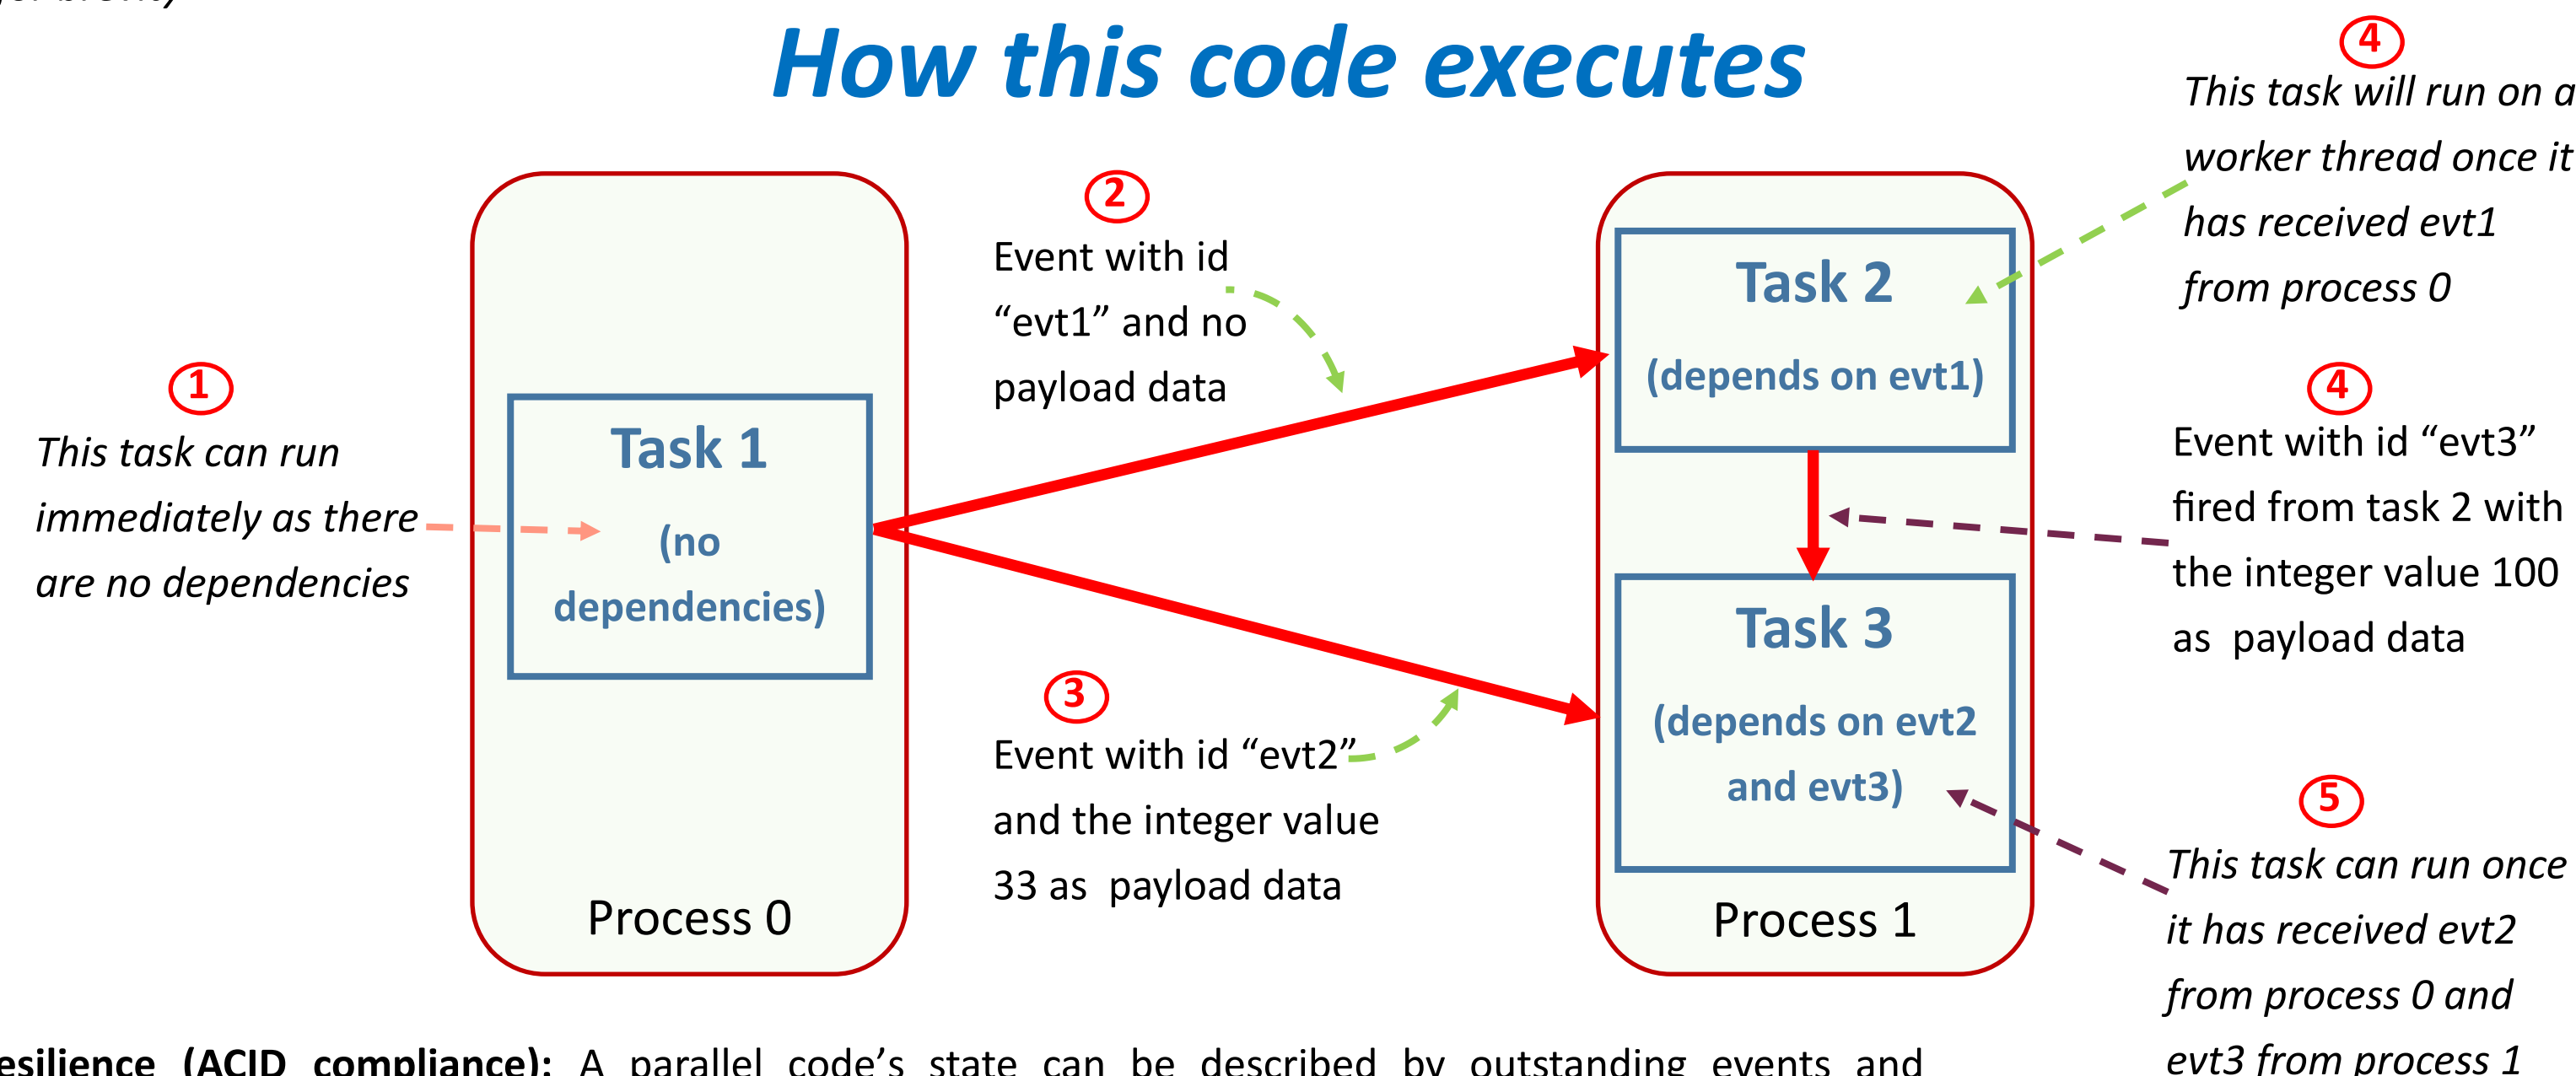 How this code executes
1
This task can run
immediately as there
are no dependencies
Task 1
(no
dependencies)
Process 0
2
Event with id
“evt1” and no
payload data
3
Event with id “evt2”
and the integer value
33 as payload data
Task 2
(depends on evt1)
Task 3
(depends on evt2
and evt3)
Process 1
4
This task will run on a
worker thread once it
has received evt1
from process 0
4
Event with id “evt3”
fired from task 2 with
the integer value 100
as payload data
5
This task can run once
it has received evt2
from process 0 and
evt3 from process 1
esilience (ACID compliance): A parallel code’s state can be described by outstanding events and